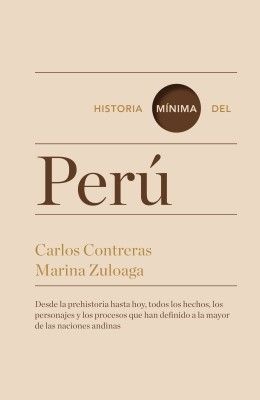 HISTORIA MÍNIMA DEL
Perú
Carlos Contreras
Marina Zuloaga
Desde la prehistoria hasta hoy, todos los hechos, los
personajes y los procesos que han definido a la mayor
de las naciones andinas